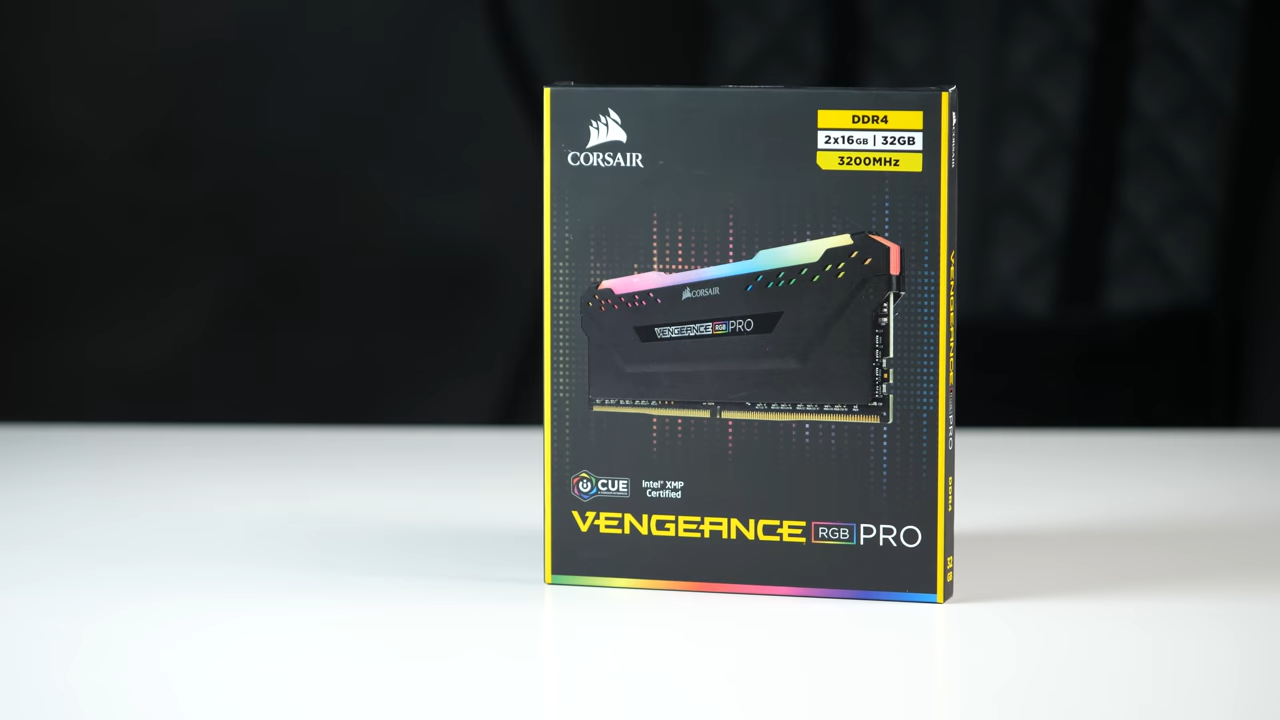 CORSAIR
DDR4
2x16GB | 32GB
3200MHz
CORSAIR
VENGEANCE RGB PRO
iCUE
Intel® XMP
Certified
VENGEANCE RGB PRO
VENGEANCE RGB PRO DDR4